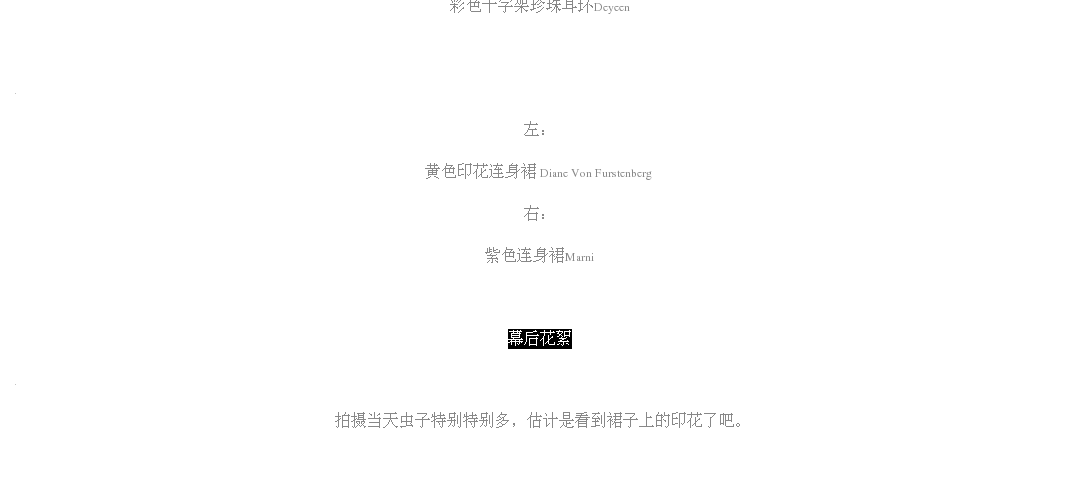 彩色十字架珍珠耳环Deyeen
左：
黄色印花连身裙 Diane Von Furstenberg
右：
紫色连身裙Marni
幕后花絮
拍摄当天虫子特别特别多，估计是看到裙子上的印花了吧。